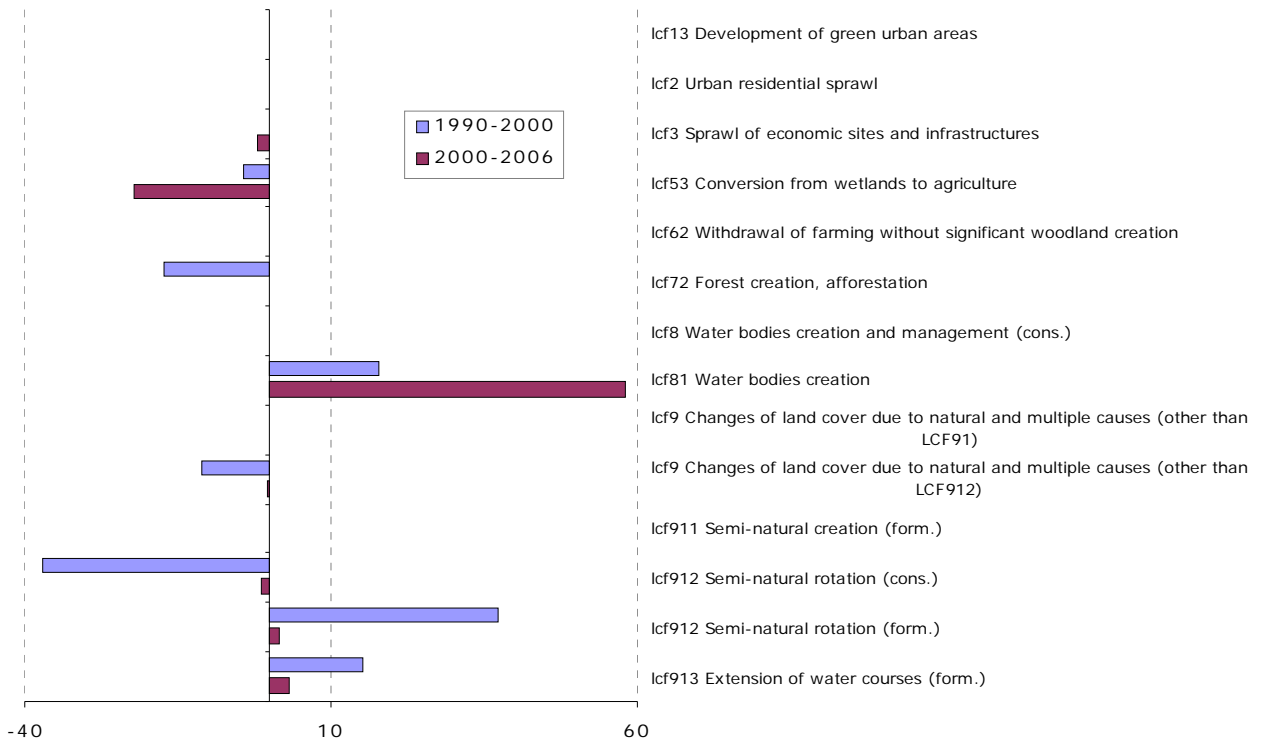 lcf13 Development of green urban areas
lcf2 Urban residential sprawl
1990-2000
2000-2006
lcf3 Sprawl of economic sites and infrastructures
lcf53 Conversion from wetlands to agriculture
lcf62 Withdrawal of farming without significant woodland creation
lcf72 Forest creation, afforestation
lcf8 Water bodies creation and management (cons.)
lcf81 Water bodies creation
lcf9 Changes of land cover due to natural and multiple causes (other than
LCF91)
lcf9 Changes of land cover due to natural and multiple causes (other than
LCF912)
lcf911 Semi-natural creation (form.)
lcf912 Semi-natural rotation (cons.)
lcf912 Semi-natural rotation (form.)
lcf913 Extension of water courses (form.)
-40 10 60